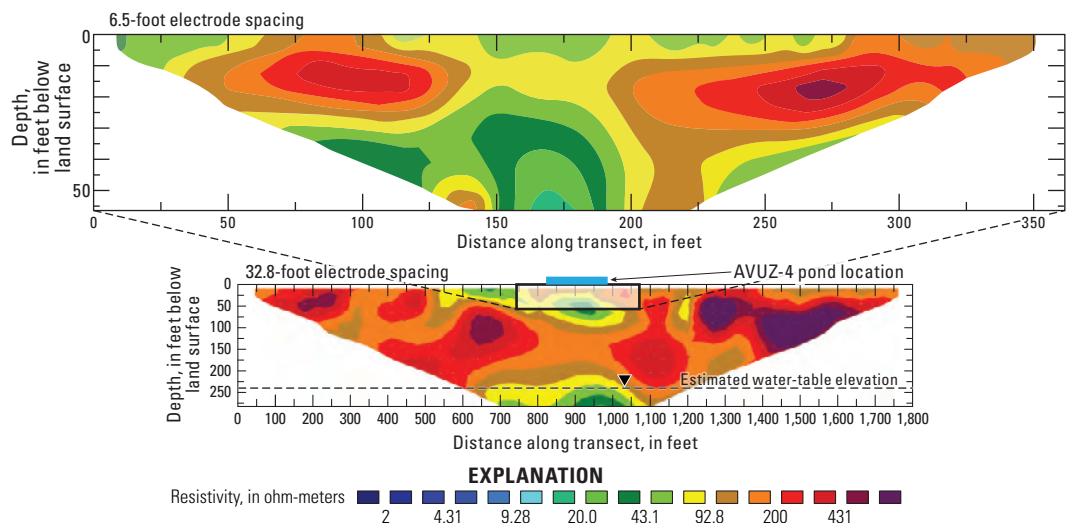 6.5-foot electrode spacing
Depth,
in feet below
land surface
0
50
0 50 100 150 200 250 300 350
Distance along transect, in feet
32.8-foot electrode spacing
AVUZ-4 pond location
Depth, in feet below
land surface
0
50
100
150
200
250
Estimated water-table elevation
0 100 200 300 400 500 600 700 800 900 1,000 1,100 1,200 1,300 1,400 1,500 1,600 1,700 1,800
Distance along transect, in feet
EXPLANATION
Resistivity, in ohm-meters
2 4.31 9.28 20.0 43.1 92.8 200 431